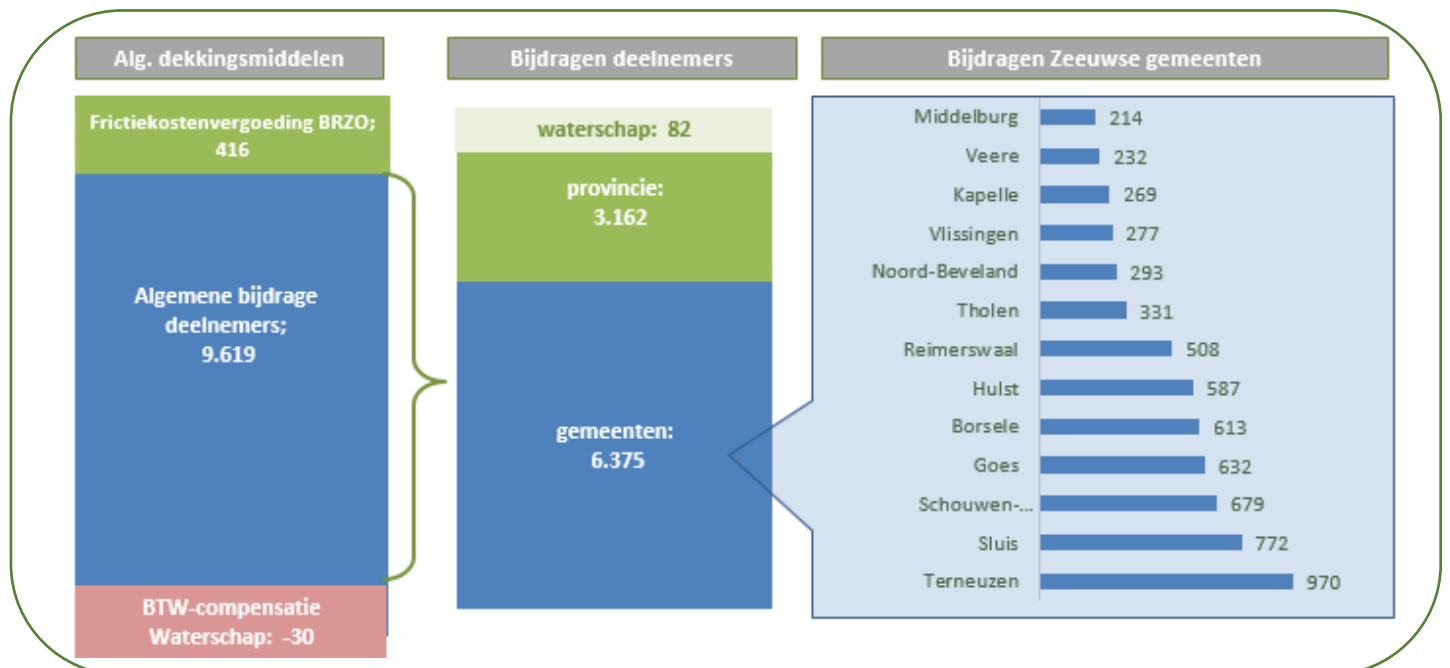 Alg. dekkingsmiddelen
Frictiekostenvergoeding BRZO;
416
Algemene bijdrage
deelnemers;
9.619
BTW-compensatie
Waterschap: -30
Bijdragen deelnemers
waterschap: 82
provincie:
3.162
gemeenten:
6.375
Bijdragen Zeeuwse gemeenten
Middelburg 214
Veere 232
Kapelle 269
Vlissingen 277
Noord-Beveland 293
Tholen 331
Reimerswaal 508
Hulst 587
Borsele 613
Goes 632
Schouwen-... 679
Sluis 772
Terneuzen 970